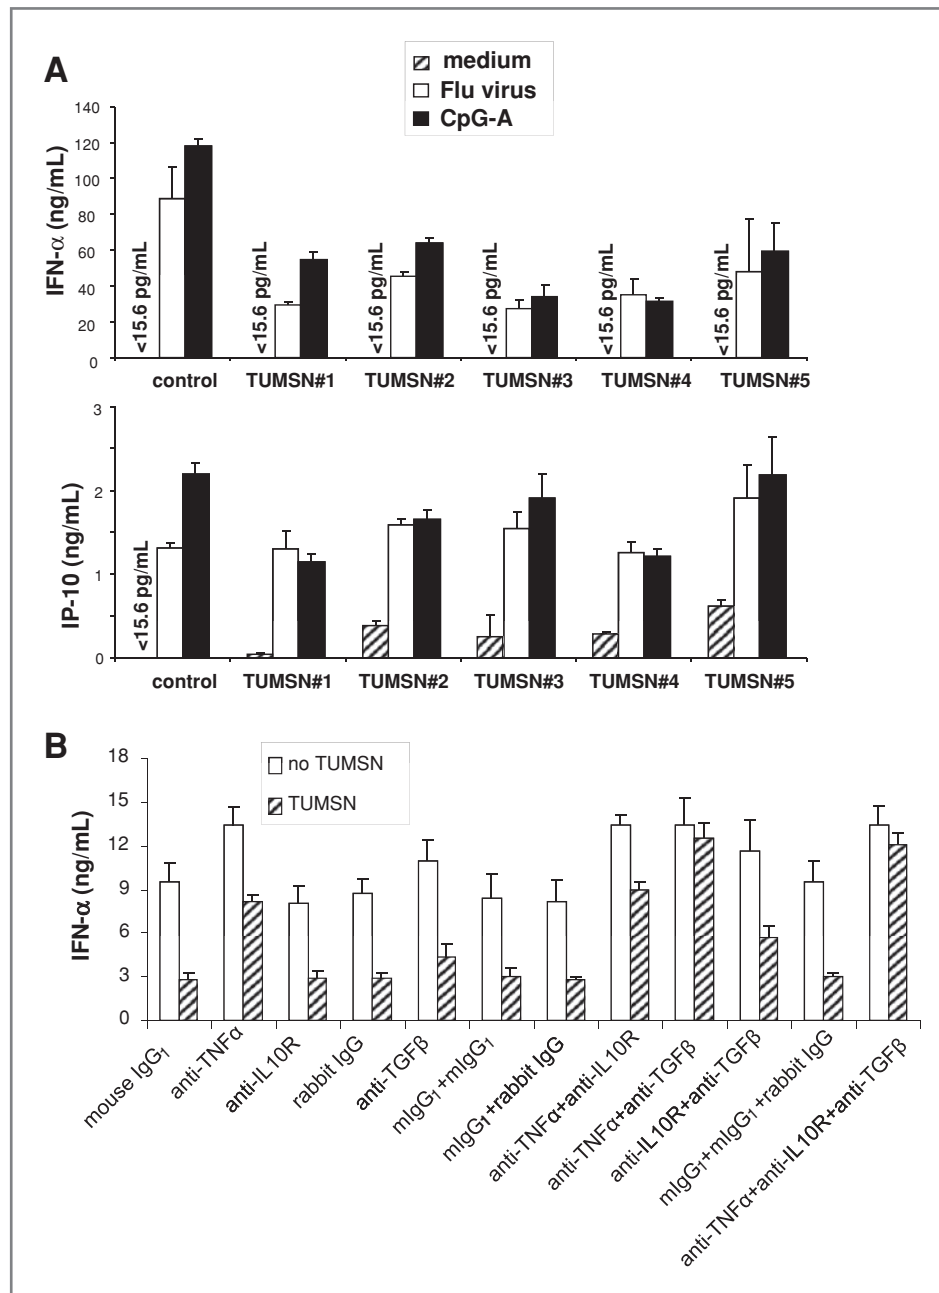 A
medium
Flu virus
CpG-A
IFN-α (ng/mL)
140
120
100
80
60
40
20
0
<15.6 pg/mL
<15.6 pg/mL
<15.6 pg/mL
<15.6 pg/mL
<15.6 pg/mL
<15.6 pg/mL
control TUMSN#1 TUMSN#2 TUMSN#3 TUMSN#4 TUMSN#5
IP-10 (ng/mL)
3
2
1
0
<15.6 pg/mL
control TUMSN#1 TUMSN#2 TUMSN#3 TUMSN#4 TUMSN#5
B
no TUMSN
TUMSN
IFN-α (ng/mL)
18
15
12
9
6
3
0
mouse IgG₁
anti-TNFα
anti-IL10R
rabbit IgG
anti-TGFβ
mIgG₁+mIgG₁
mIgG₁+rabbit IgG
anti-TNFα+anti-IL10R
anti-TNFα+anti-TGFβ
anti-IL10R+anti-TGFβ
mIgG₁+mIgG₁+rabbit IgG
anti-TNFα+anti-IL10R+anti-TGFβ